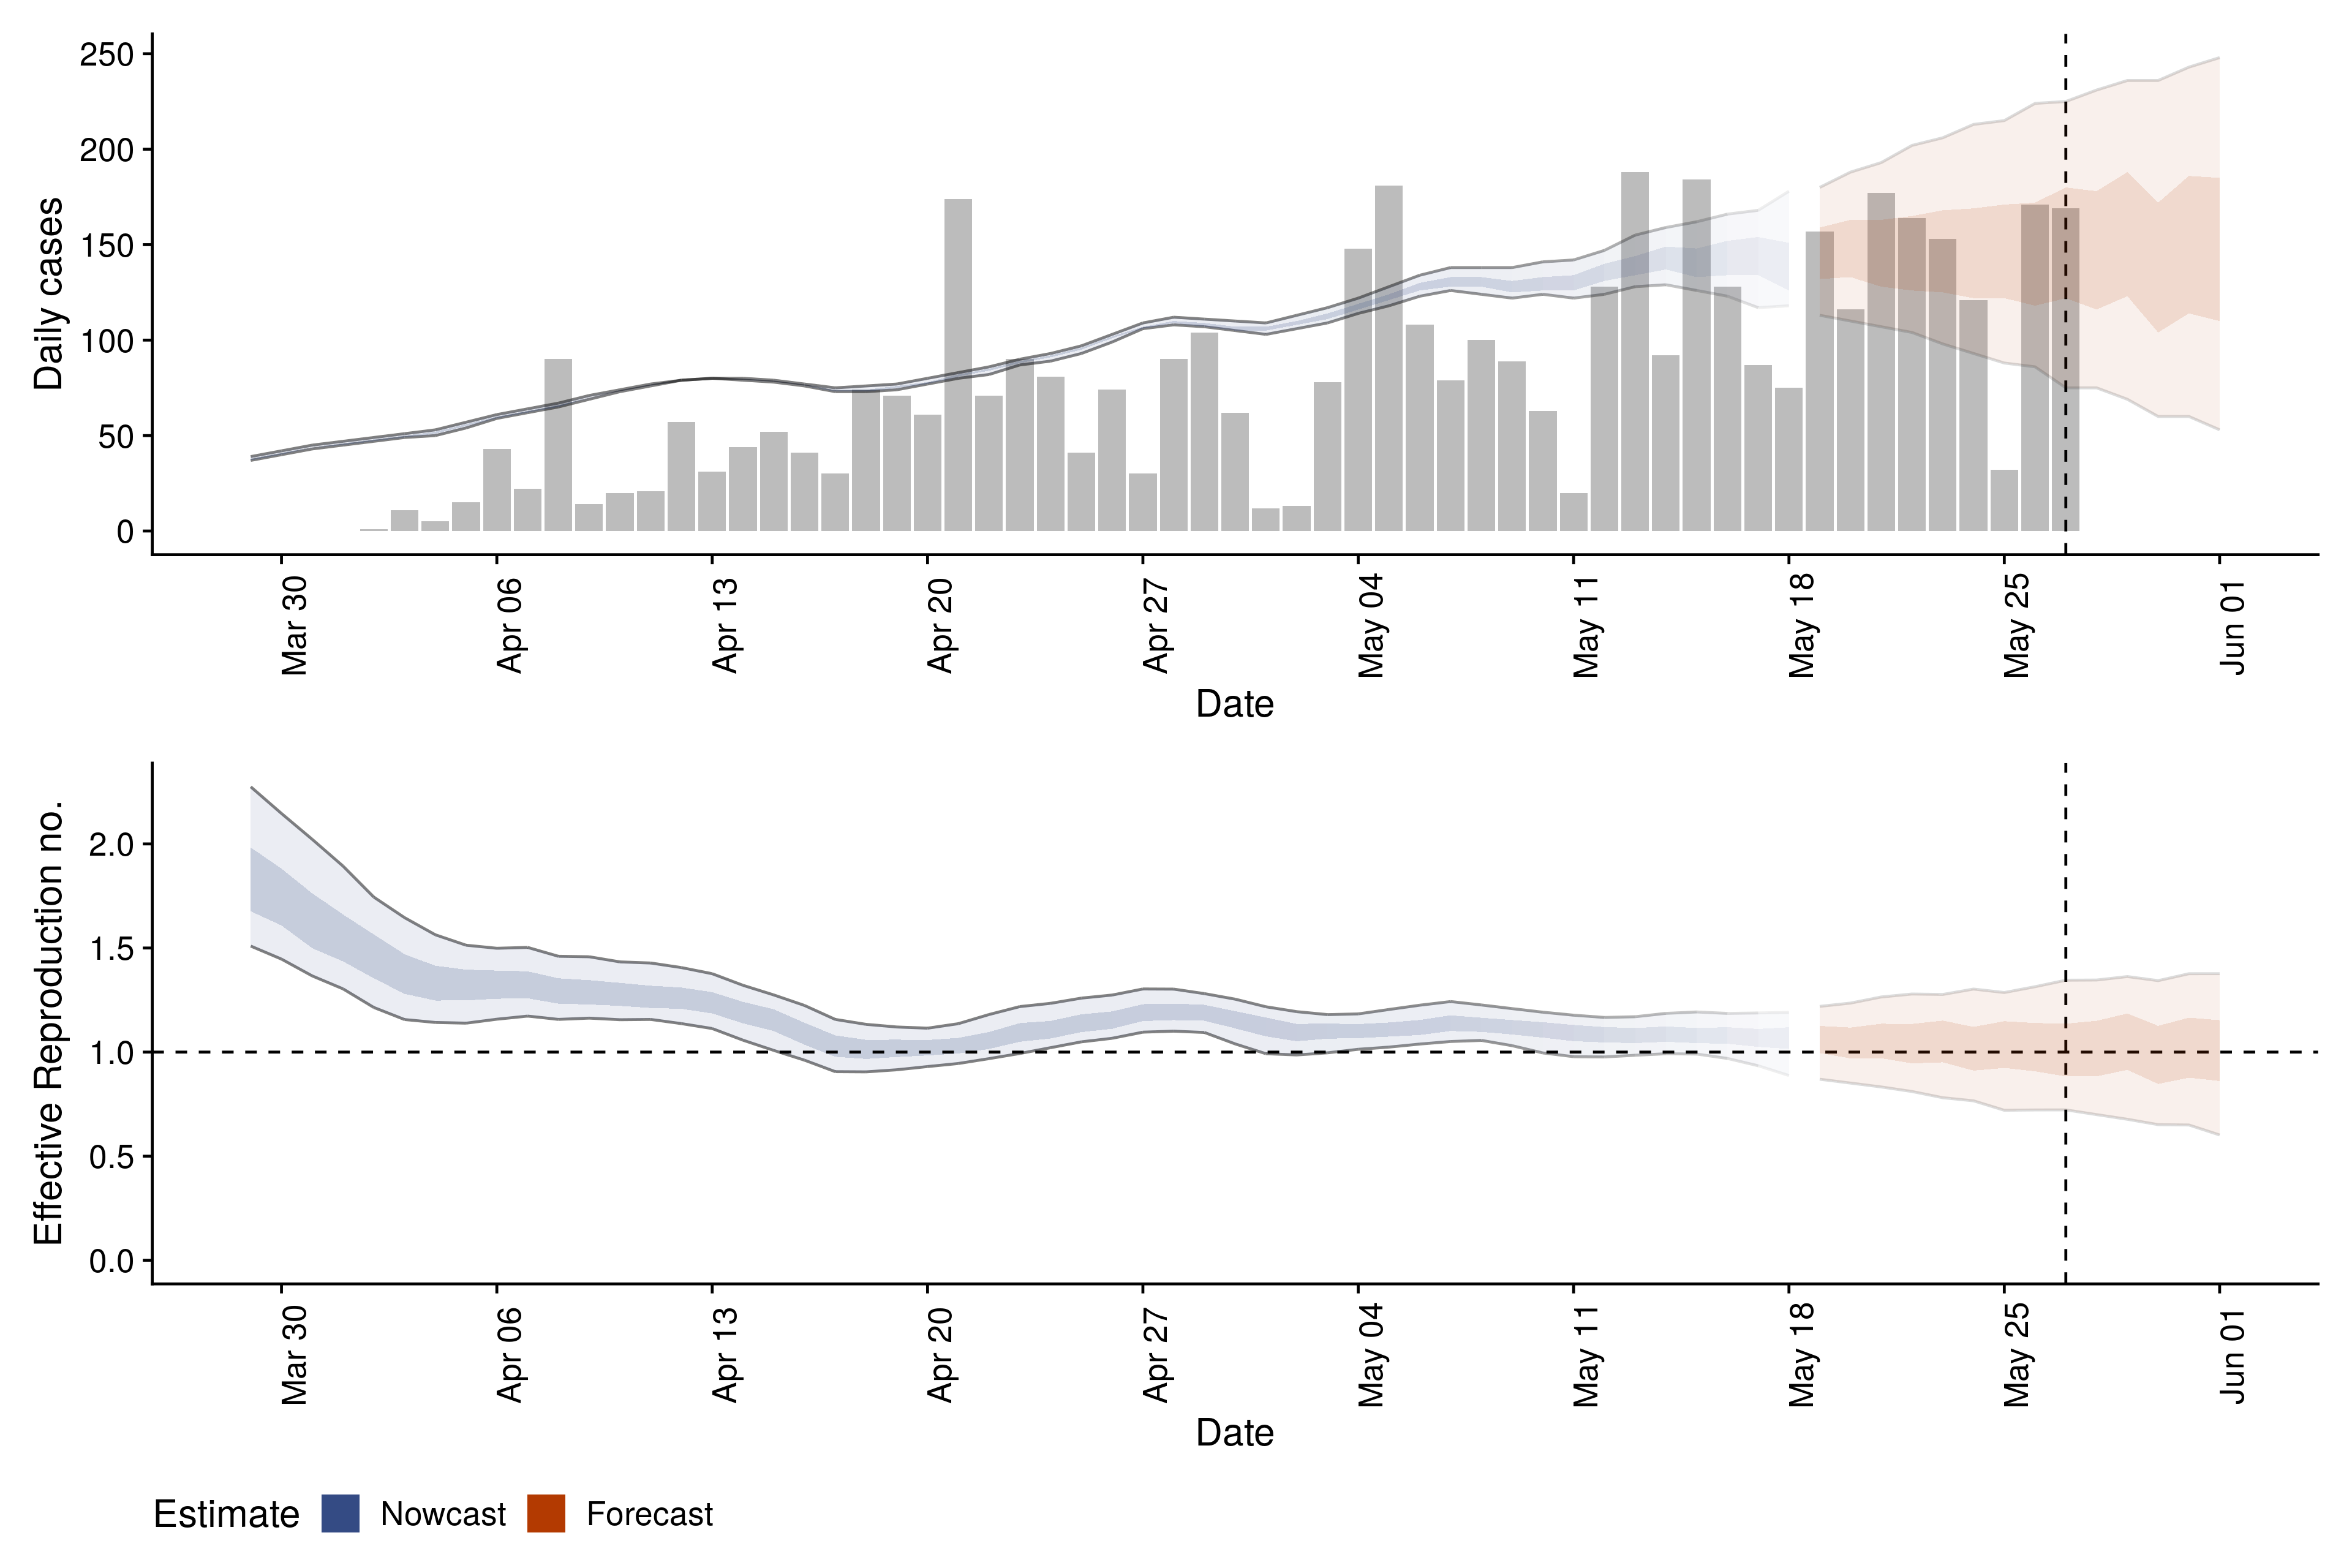 Daily cases
250
200
150
100
50
0
Mar 30
Apr 06
Apr 13
Apr 20
Apr 27
May 04
May 11
May 18
May 25
Jun 01
Date
Effective Reproduction no.
2.0
1.5
1.0
0.5
0.0
Mar 30
Apr 06
Apr 13
Apr 20
Apr 27
May 04
May 11
May 18
May 25
Jun 01
Date
Estimate Nowcast Forecast